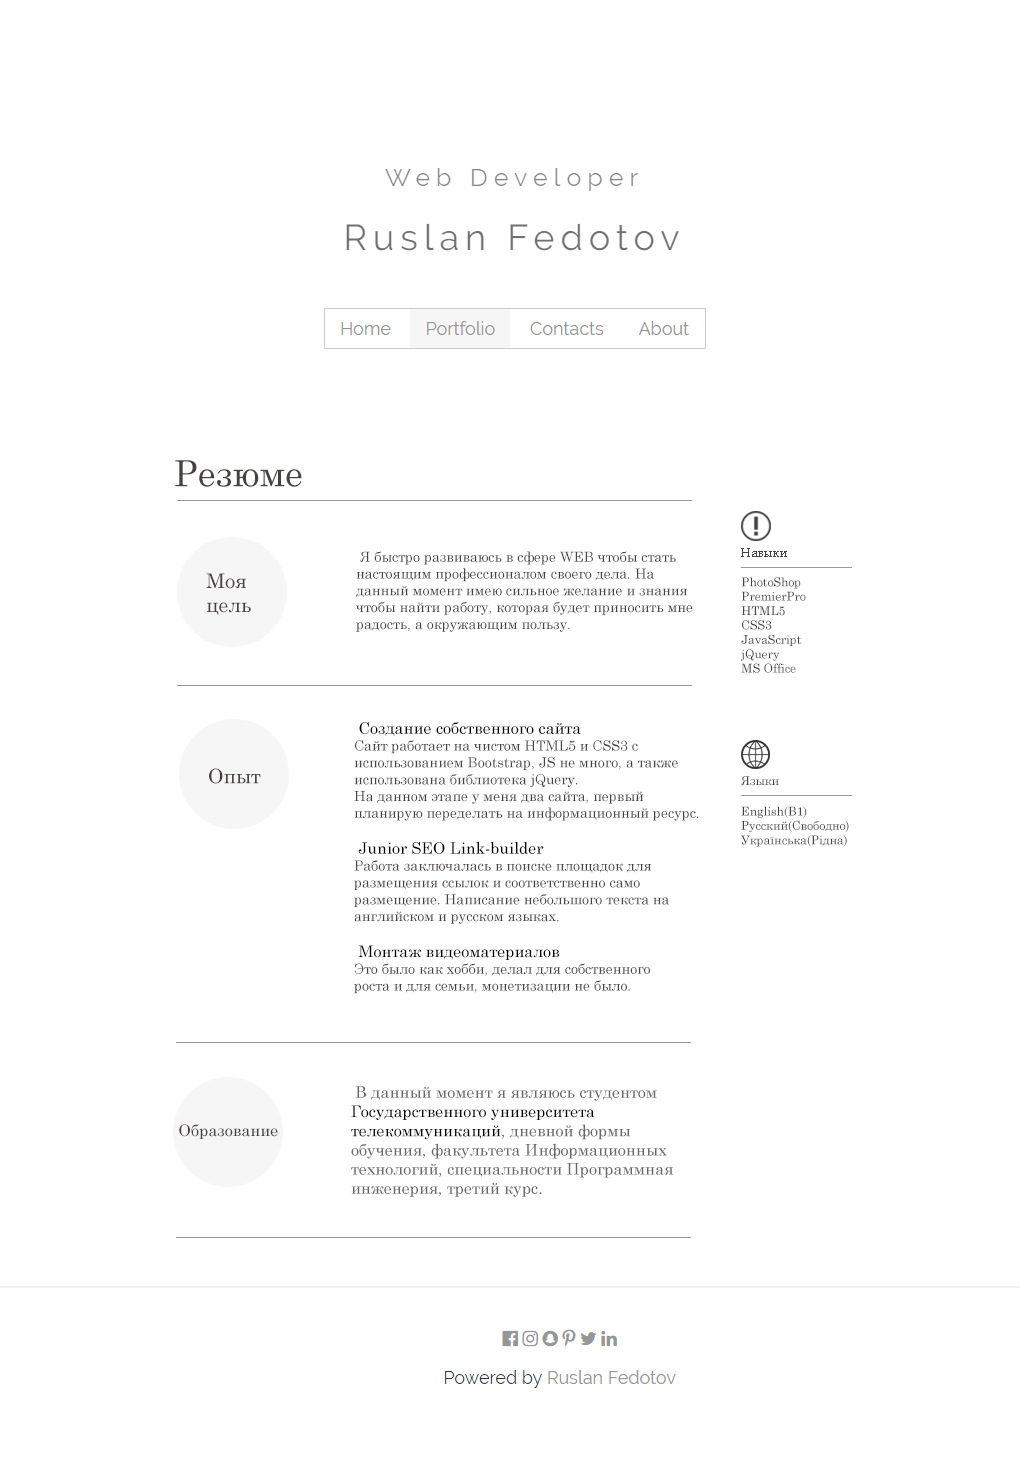 Web Developer
Ruslan Fedotov
Home Portfolio Contacts About
Резюме
Моя
цель
Я быстро развиваюсь в сфере WEB чтобы стать
настоящим профессионалом своего дела. На
данный момент имею сильное желание и знания
чтобы найти работу, которая будет приносить мне
радость, а окружающим пользу.
Опыт
Создание собственного сайта
Сайт работает на чистом HTML5 и CSS3 с
использованием Bootstrap, JS не много, а также
использована библиотека jQuery.
На данном этапе у меня два сайта, первый
планирую переделать на информационный ресурс.
Junior SEO Link-builder
Работа заключалась в поиске площадок для
размещения ссылок и соответственно само
размещение. Написание небольшого текста на
английском и русском языках.
Монтаж видеоматериалов
Это было как хобби, делал для собственного
роста и для семьи, монетизации не было.
Образование
В данный момент я являюсь студентом
Государственного университета
телекоммуникаций, дневной формы
обучения, факультета Информационных
технологий, специальности Программная
инженерия, третий курс.
Навыки
PhotoShop
PremierPro
HTML5
CSS3
JavaScript
jQuery
MS Office
Языки
English(B1)
Русский(Свободно)
Українська(Рідна)
Powered by Ruslan Fedotov